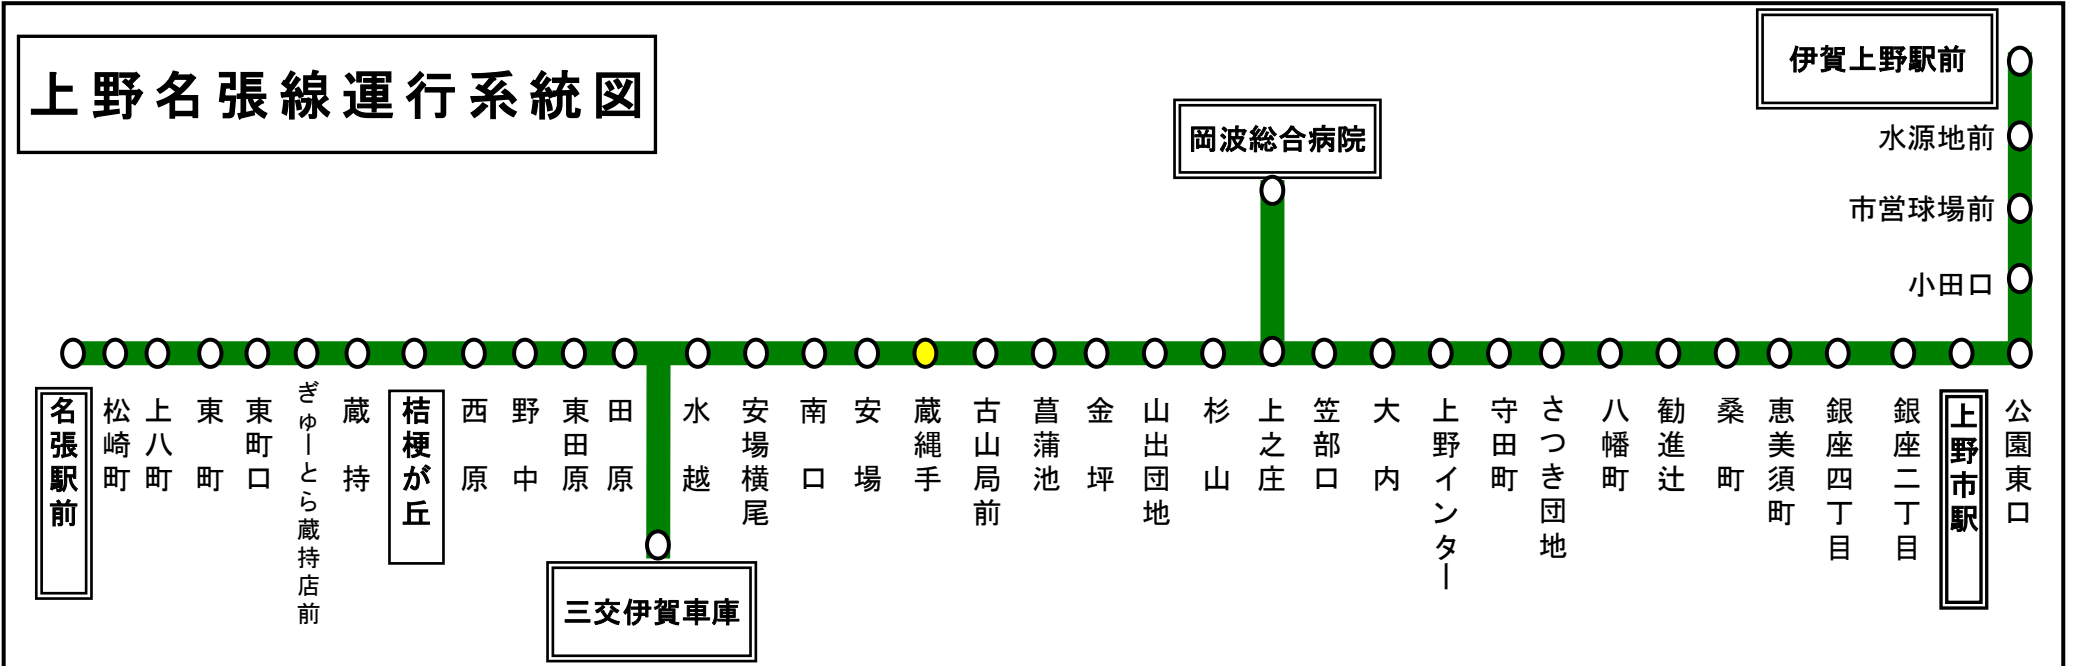 上野名張線運行系統図
伊賀上野駅前
岡波総合病院
水源地前
市営球場前
小田口
名張駅前
松崎町
上八町
東町
東町口
ぎゅーとら蔵持店前
蔵持
桔梗が丘
西原
野中
東田原
田原
水越
安場横尾
南口
安場
蔵縄手
古山局前
菖蒲池
金坪
山出団地
杉山
上之庄
笠部口
大内
上野インター
守田町
さつき団地
八幡町
勧進辻
桑町
恵美須町
銀座四丁目
銀座二丁目
上野市駅
公園東口
三交伊賀車庫